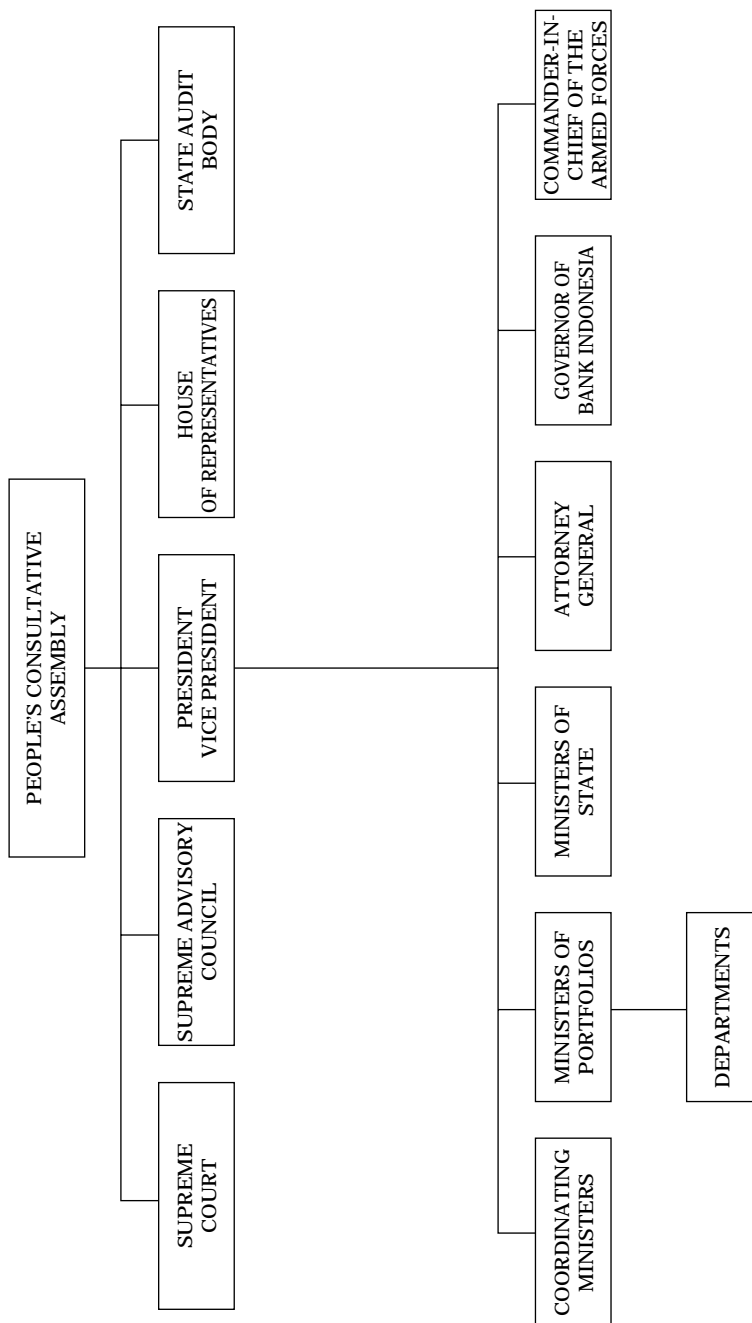 PEOPLE'S CONSULTATIVE
ASSEMBLY
SUPREME
COURT
SUPREME ADVISORY
COUNCIL
PRESIDENT
VICE PRESIDENT
HOUSE
OF REPRESENTATIVES
STATE AUDIT
BODY
COORDINATING
MINISTERS
MINISTERS OF
PORTFOLIOS
MINISTERS OF
STATE
ATTORNEY
GENERAL
GOVERNOR OF
BANK INDONESIA
COMMANDER-IN-
CHIEF OF THE
ARMED FORCES
DEPARTMENTS